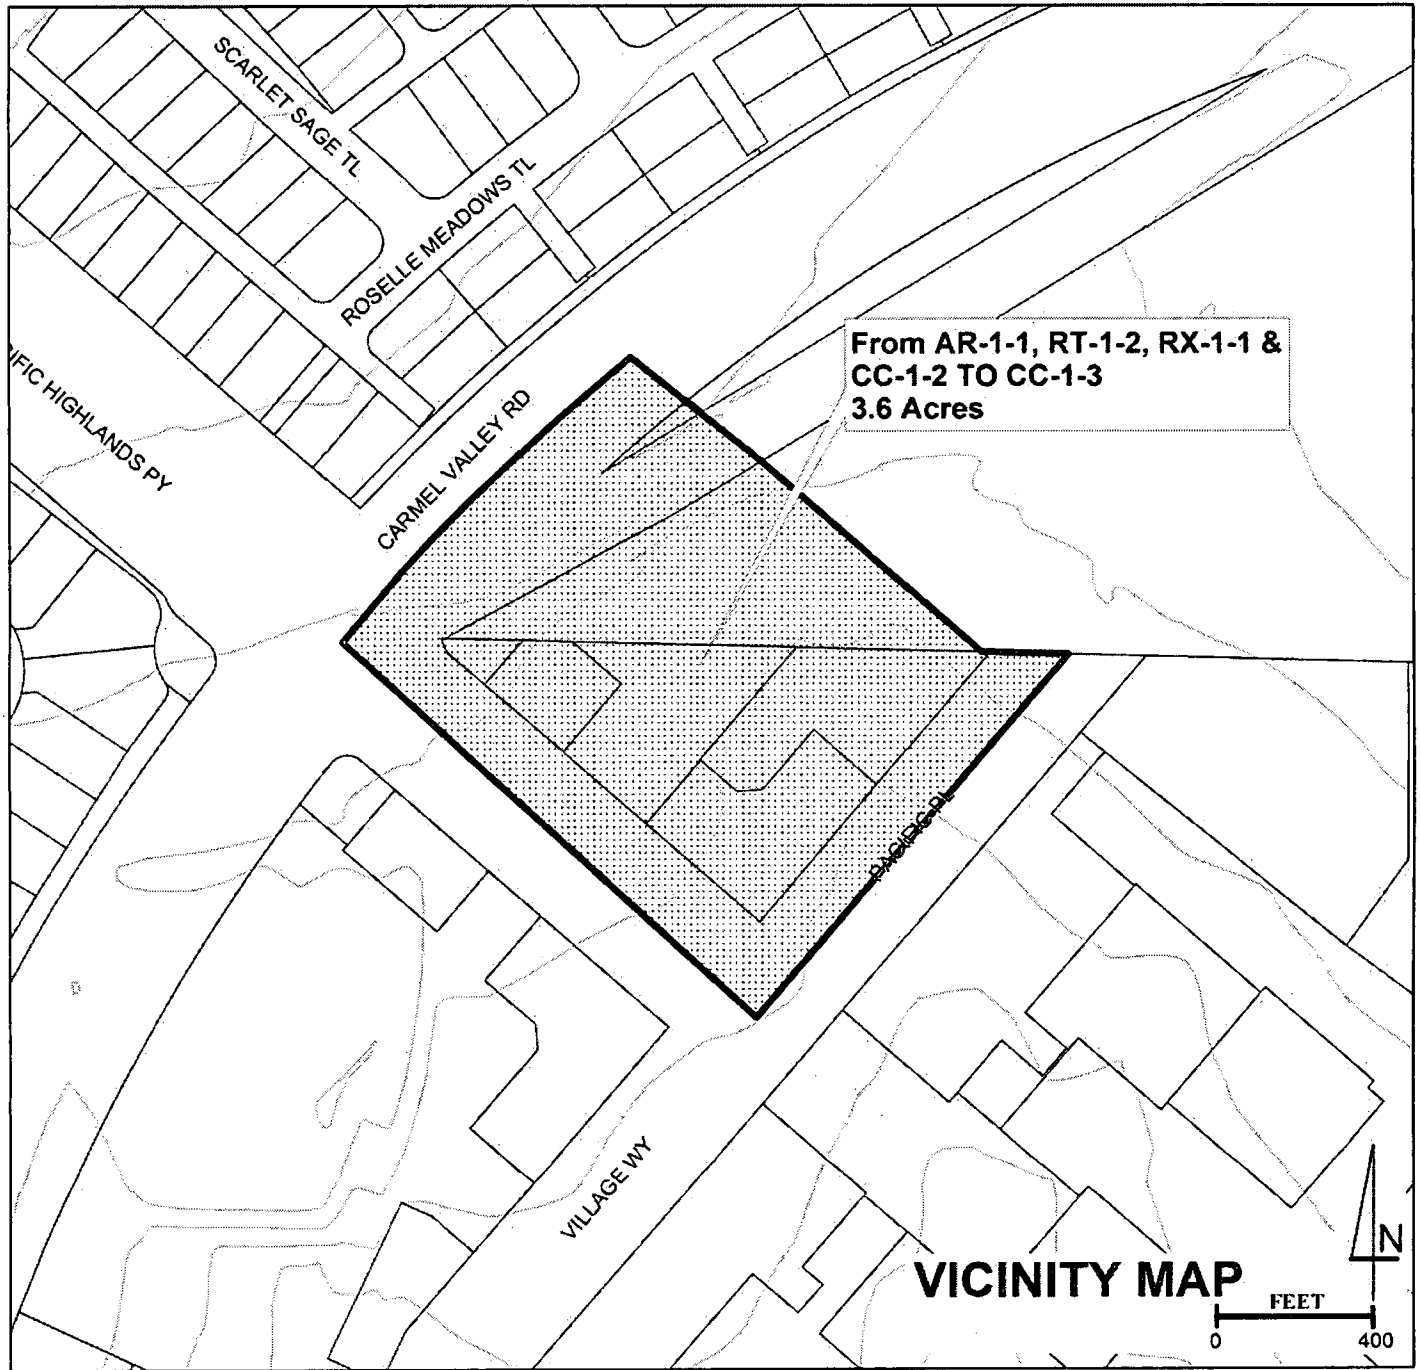 SCARLET SAGE TL
ROSELLE MEADOWS TL
From AR-1-1, RT-1-2, RX-1-1 &
CC-1-2 TO CC-1-3
3.6 Acres
IFIC HIGHLANDS PY
CARMEL VALLEY RD
PACIFIC PL
VILLAGE WY
N
VICINITY MAP
FEET
0 400